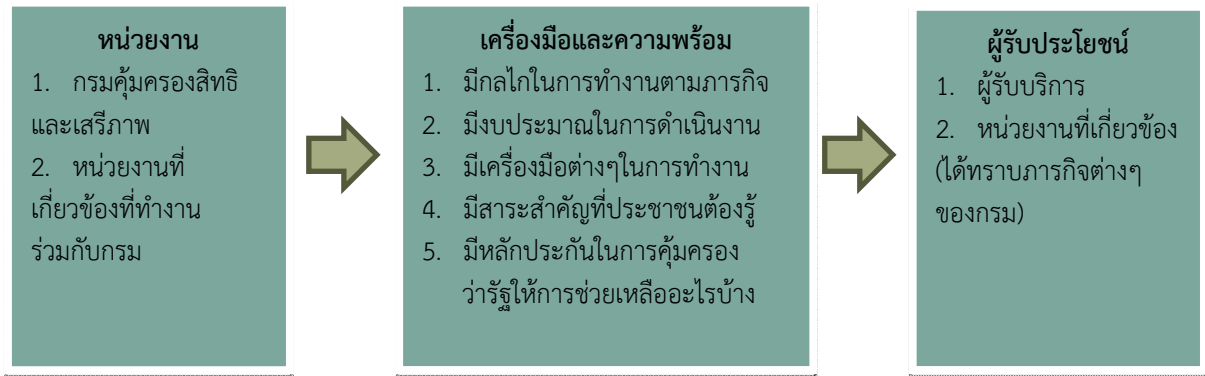 หน่วยงาน
1. กรมคุ้มครองสิทธิ
และเสรีภาพ
2. หน่วยงานที่
เกี่ยวข้องที่ทำงาน
ร่วมกับกรม
เครื่องมือและความพร้อม
1. มีกลไกในการทำงานตามภารกิจ
2. มีงบประมาณในการดำเนินงาน
3. มีเครื่องมือต่างๆในการทำงาน
4. มีสาระสำคัญที่ประชาชนต้องรู้
5. มีหลักประกันในการคุ้มครอง
ว่ารัฐให้การช่วยเหลืออะไรบ้าง
ผู้รับประโยชน์
1. ผู้รับบริการ
2. หน่วยงานที่เกี่ยวข้อง
(ได้ทราบภารกิจต่างๆ
ของกรม)